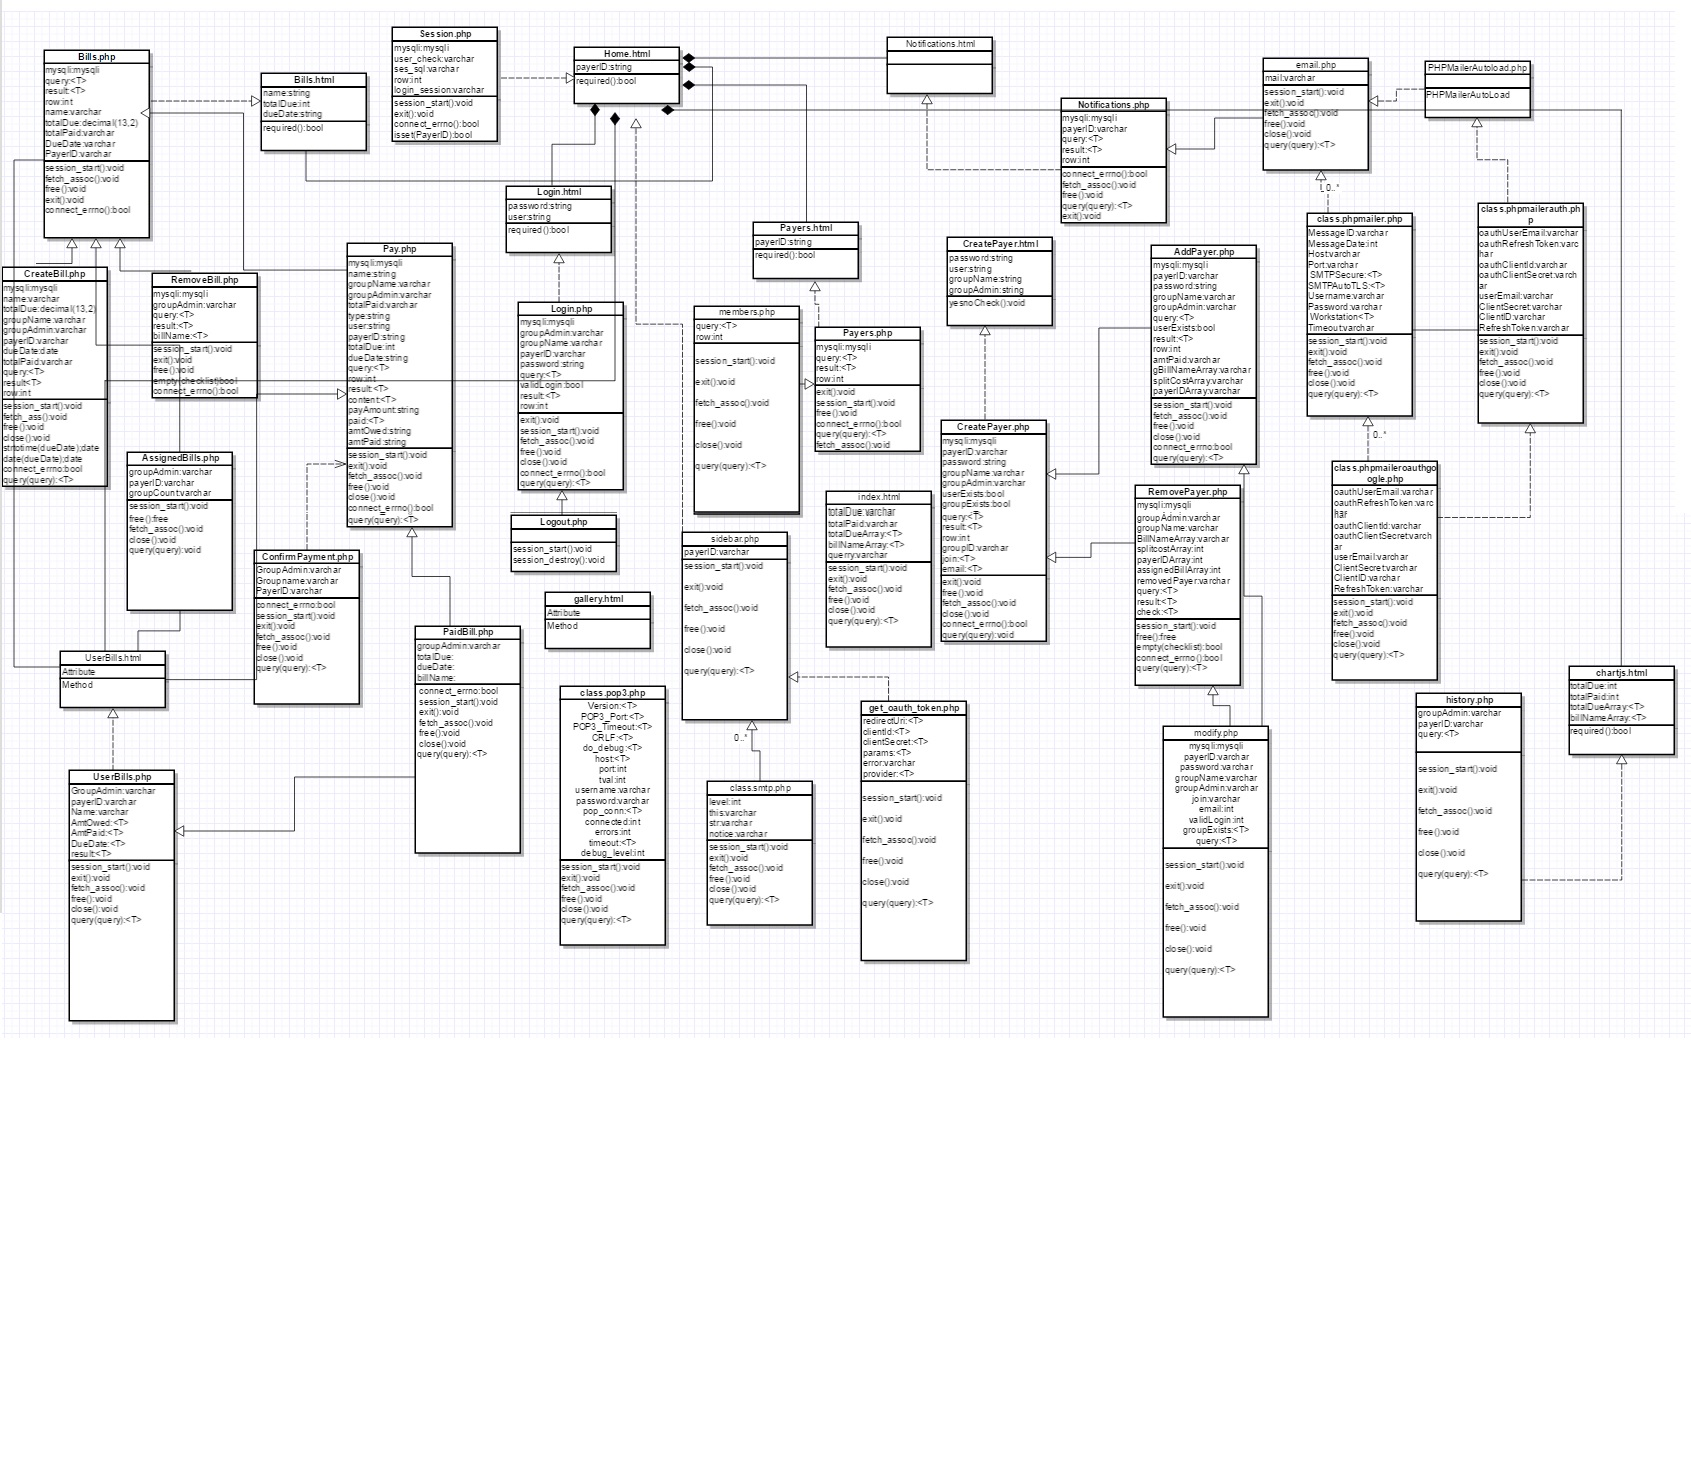 Bills.php
mysqli:mysqli
query:<T>
result:<T>
row:int
name:varchar
totalDue:decimal(13,2)
totalPaid:varchar
DueDate:varchar
PayerID:varchar
session_start():void
fetch_assoc():void
free():void
exit():void
connect_errno():bool
Bills.html
name:string
totalDue:int
dueDate:string
required():bool
Session.php
mysqli:mysqli
user_check:varchar
ses_sql:varchar
row:int
login_session:varchar
session_start():void
exit():void
connect_errno():bool
isset(PayerID):bool
Home.html
payerID:string
required():bool
Notifications.html
Notifications.php
mysqli:mysqli
payerID:varchar
query:<T>
result:<T>
row:int
connect_errno():bool
fetch_assoc():void
free():void
query(query):<T>
exit():void
email.php
mail:varchar
session_start():void
exit():void
fetch_assoc():void
free():void
close():void
query(query):<T>
PHPMailerAutoload.php
PHPMailerAutoLoad
0..*
Login.html
password:string
user:string
required():bool
Payers.html
payerID:string
required():bool
CreatePayer.html
password:string
user:string
groupName:string
groupAdmin:string
yesnoCheck():void
AddPayer.php
mysqli:mysqli
payerID:varchar
password:string
groupName:varchar
groupAdmin:varchar
query:<T>
userExists:bool
result:<T>
row:int
amtPaid:varchar
gBillNameArray:varchar
splitCostArray:varchar
payerIDArray:varchar
session_start():void
fetch_assoc():void
free():void
close():void
connect_errno():bool
query(query):<T>
class.phpmailer.php
MessageID:varchar
MessageDate:int
Host:varchar
Port:varchar
SMTPSecure:<T>
SMTPAutoTLS:<T>
Username:varchar
Password:varchar
Workstation<T>
Timeout:varchar
session_start():void
exit():void
fetch_assoc():void
free():void
close():void
query(query):<T>
class.phpmailerauth.ph
p
oauthUserEmail:varchar
oauthRefreshToken:varc
har
oauthClientId:varchar
oauthClientSecret:varch
ar
userEmail:varchar
ClientSecret:varchar
ClientID:varchar
RefreshToken:varchar
session_start():void
exit():void
fetch_assoc():void
free():void
close():void
query(query):<T>
CreateBill.php
mysqli:mysqli
name:varchar
totalDue:decimal(13,2)
groupName:varchar
groupAdmin:varchar
payerID:varchar
dueDate:date
totalPaid:varchar
query:<T>
result<T>
row:int
session_start():void
fetch_ass():void
free():void
close():void
strtotime(dueDate):date
date(dueDate):date
connect_errno:bool
query(query):<T>
RemoveBill.php
mysqli:mysqli
groupAdmin:varchar
query:<T>
result:<T>
billName:<T>
session_start():void
exit():void
free():void
empty(checklist)bool
connect_errno():bool
Pay.php
mysqli:mysqli
name:string
groupName:varchar
groupAdmin:varchar
totalPaid:varchar
type:string
user:string
payerID:string
totalDue:int
dueDate:string
query:<T>
row:int
result:<T>
content:<T>
payAmount:string
paid:<T>
amtOwed:string
amtPaid:string
session_start():void
exit():void
fetch_assoc():void
free():void
close():void
connect_errno():bool
query(query):<T>
Login.php
mysqli:mysqli
groupAdmin:varchar
groupName:varchar
payerID:varchar
password:string
query:<T>
validLogin:bool
result:<T>
row:int
exit():void
session_start():void
fetch_assoc():void
free():void
close():void
connect_errno():bool
query(query):<T>
members.php
query:<T>
row:int
session_start():void
exit():void
fetch_assoc():void
free():void
close():void
query(query):<T>
Payers.php
mysqli:mysqli
query:<T>
result:<T>
row:int
exit():void
session_start():void
free():void
connect_errno():bool
query(query):<T>
fetch_assoc():void
CreatePayer.php
mysqli:mysqli
payerID:varchar
password:string
groupName:varchar
groupAdmin:varchar
userExists:bool
groupExists:bool
query:<T>
result:<T>
row:int
groupID:varchar
join:<T>
email:<T>
exit():void
free():void
fetch_assoc():void
close():void
connect_errno():bool
query(query):void
0..*
class.phpmaileroauthgo
ogle.php
oauthUserEmail:varchar
oauthRefreshToken:varc
har
oauthClientId:varchar
oauthClientSecret:varch
ar
userEmail:varchar
ClientSecret:varchar
ClientID:varchar
RefreshToken:varchar
session_start():void
exit():void
fetch_assoc():void
free():void
close():void
query(query):<T>
AssignedBills.php
groupAdmin:varchar
payerID:varchar
groupCount:varchar
session_start():void
free():free
fetch_assoc():void
close():void
query(query):void
ConfirmPayment.php
GroupAdmin:varchar
Groupname:varchar
PayerID:varchar
connect_errno:bool
session_start():void
exit():void
fetch_assoc():void
free():void
close():void
query(query):<T>
Logout.php
session_start():void
session_destroy():void
index.html
totalDue:varchar
totalPaid:varchar
totalDueArray:<T>
billNameArray:<T>
querry:varchar
session_start():void
exit():void
fetch_assoc():void
free():void
close():void
query(query):<T>
RemovePayer.php
mysqli:mysqli
groupAdmin:varchar
groupName:varchar
BillNameArray:varchar
splitcostArray:int
payerIDArray:int
assignedBillArray:int
removedPayer:varchar
query:<T>
result:<T>
check:<T>
session_start():void
free():free
empty(checklist):bool
connect_errno():bool
query(query):<T>
sidebar.php
payerID:varchar
session_start():void
exit():void
fetch_assoc():void
free():void
close():void
query(query):<T>
gallery.html
Attribute
Method
PaidBill.php
groupAdmin:varchar
totalDue:
dueDate:
billName:
connect_errno:bool
session_start():void
exit():void
fetch_assoc():void
free():void
close():void
query(query):<T>
UserBills.html
Attribute
Method
chartjs.html
totalDue:int
totalPaid:int
totalDueArray:<T>
billNameArray:<T>
required():bool
class.pop3.php
Version:<T>
POP3_Port:<T>
POP3_Timeout:<T>
CRLF:<T>
do_debug:<T>
host:<T>
port:int
tval:int
username:varchar
password:varchar
pop_conn:<T>
connected:int
errors:int
timeout:<T>
debug_level:int
session_start():void
exit():void
fetch_assoc():void
free():void
close():void
query(query):<T>
get_oauth_token.php
redirectUri:<T>
clientId:<T>
clientSecret:<T>
params:<T>
error:varchar
provider:<T>
session_start():void
exit():void
fetch_assoc():void
free():void
close():void
query(query):<T>
history.php
groupAdmin:varchar
payerID:varchar
query:<T>
session_start():void
exit():void
fetch_assoc():void
free():void
close():void
query(query):<T>
modify.php
mysqli:mysqli
payerID:varchar
password:varchar
groupName:varchar
groupAdmin:varchar
join:varchar
email:int
validLogin:int
groupExists:<T>
query:<T>
session_start():void
exit():void
fetch_assoc():void
free():void
close():void
query(query):<T>
0..*
class.smtp.php
level:int
this:varchar
str:varchar
notice:varchar
session_start():void
exit():void
fetch_assoc():void
free():void
close():void
query(query):<T>
UserBills.php
GroupAdmin:varchar
payerID:varchar
Name:varchar
AmtOwed:<T>
AmtPaid:<T>
DueDate:<T>
result:<T>
session_start():void
exit():void
fetch_assoc():void
free():void
close():void
query(query):<T>